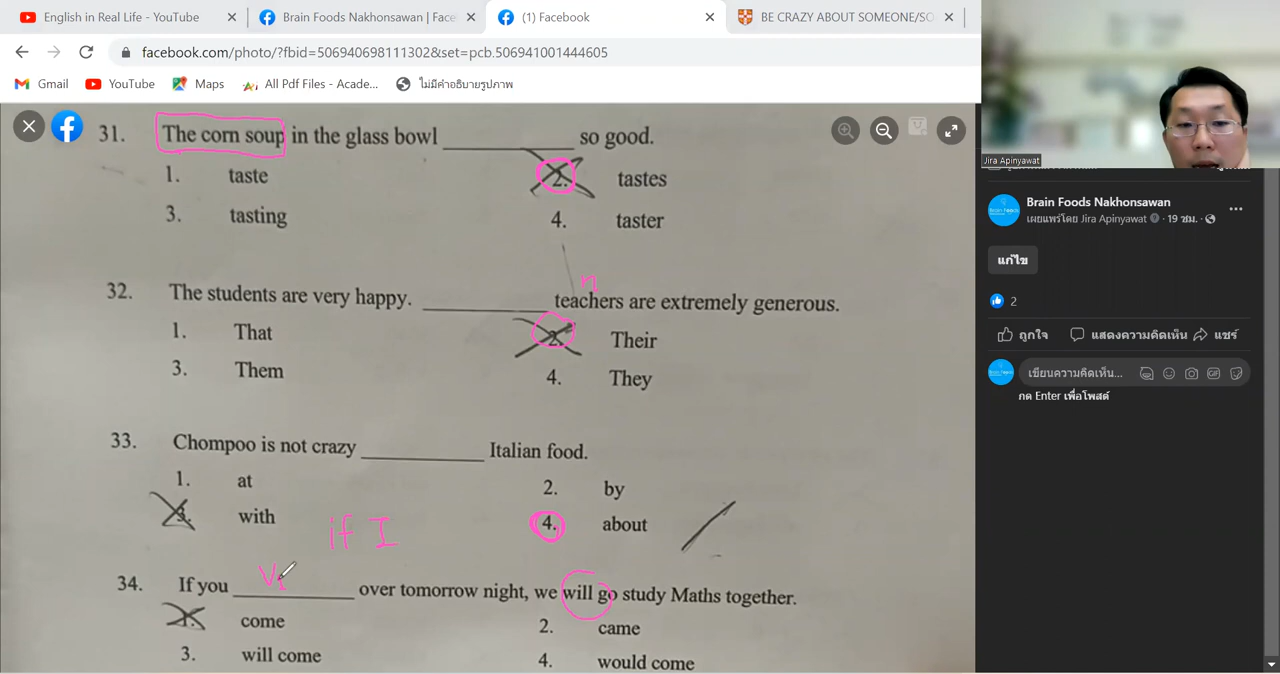 English in Real Life - YouTube
Brain Foods Nakhonsawan | Face
(1) Facebook
BE CRAZY ABOUT SOMEONE/SO
facebook.com/photo/?fbid=506940698111302&set=pcb.506941001444605
Gmail
YouTube
Maps
All Pdf Files - Acade...
ไม่มีคำอธิบายรูปภาพ
31. The corn soup in the glass bowl __________ so good.
1. taste
2. tastes
3. tasting
4. taster
n
32. The students are very happy. __________ teachers are extremely generous.
1. That
2. Their
3. Them
4. They
33. Chompoo is not crazy __________ Italian food.
1. at
2. by
3. with
4. about
if I
V1
34. If you __________ over tomorrow night, we will go study Maths together.
1. come
2. came
3. will come
4. would come
Jira Apinyawat
Brain Foods Nakhonsawan
เผยแพร่โดย Jira Apinyawat · 19 ชม. ·
แก้ไข
2
ถูกใจ
แสดงความคิดเห็น
แชร์
เขียนความคิดเห็น...
กด Enter เพื่อโพสต์